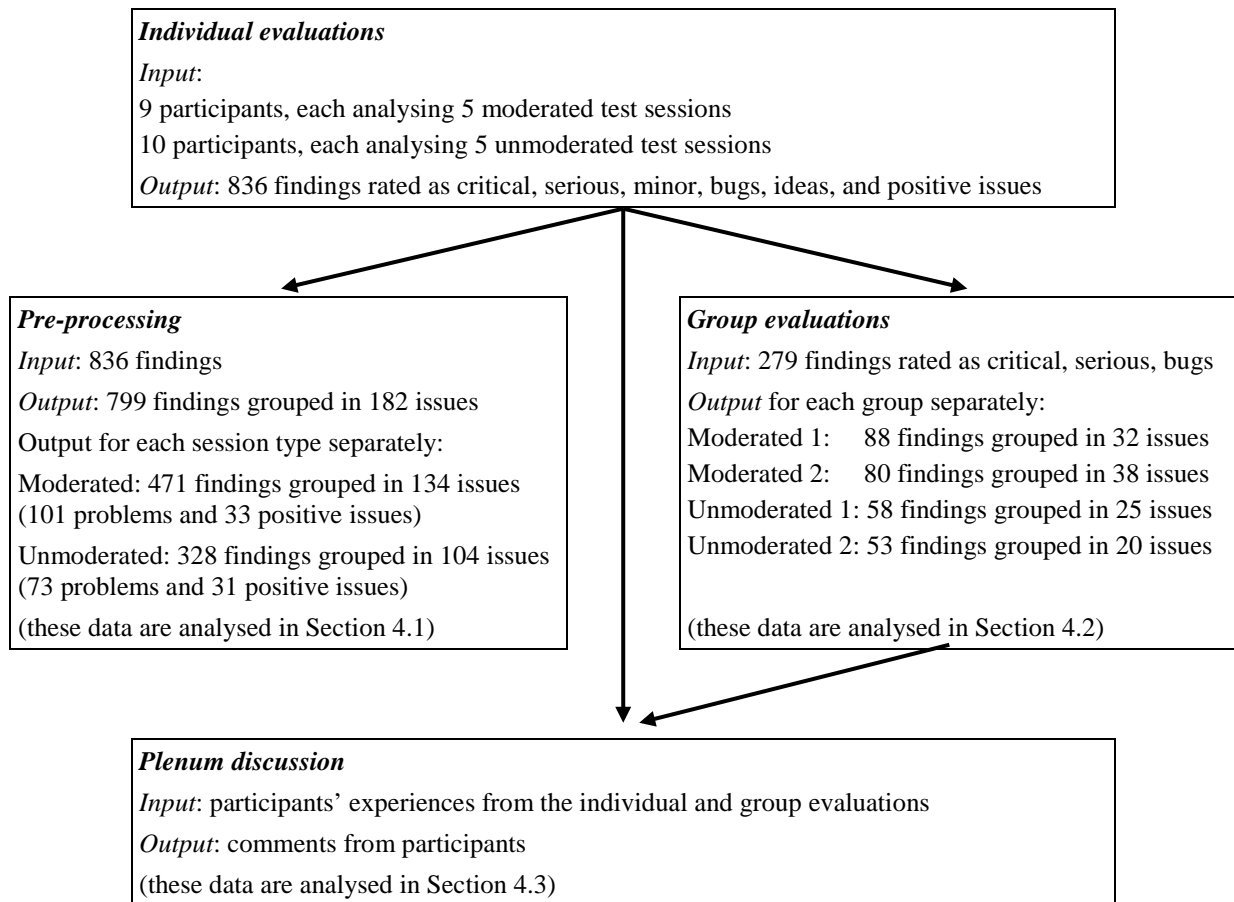 Individual evaluations
Input:
9 participants, each analysing 5 moderated test sessions
10 participants, each analysing 5 unmoderated test sessions
Output: 836 findings rated as critical, serious, minor, bugs, ideas, and positive issues
Pre-processing
Input: 836 findings
Output: 799 findings grouped in 182 issues
Output for each session type separately:
Moderated: 471 findings grouped in 134 issues
(101 problems and 33 positive issues)
Unmoderated: 328 findings grouped in 104 issues
(73 problems and 31 positive issues)
(these data are analysed in Section 4.1)
Group evaluations
Input: 279 findings rated as critical, serious, bugs
Output for each group separately:
Moderated 1: 88 findings grouped in 32 issues
Moderated 2: 80 findings grouped in 38 issues
Unmoderated 1: 58 findings grouped in 25 issues
Unmoderated 2: 53 findings grouped in 20 issues
(these data are analysed in Section 4.2)
Plenum discussion
Input: participants’ experiences from the individual and group evaluations
Output: comments from participants
(these data are analysed in Section 4.3)